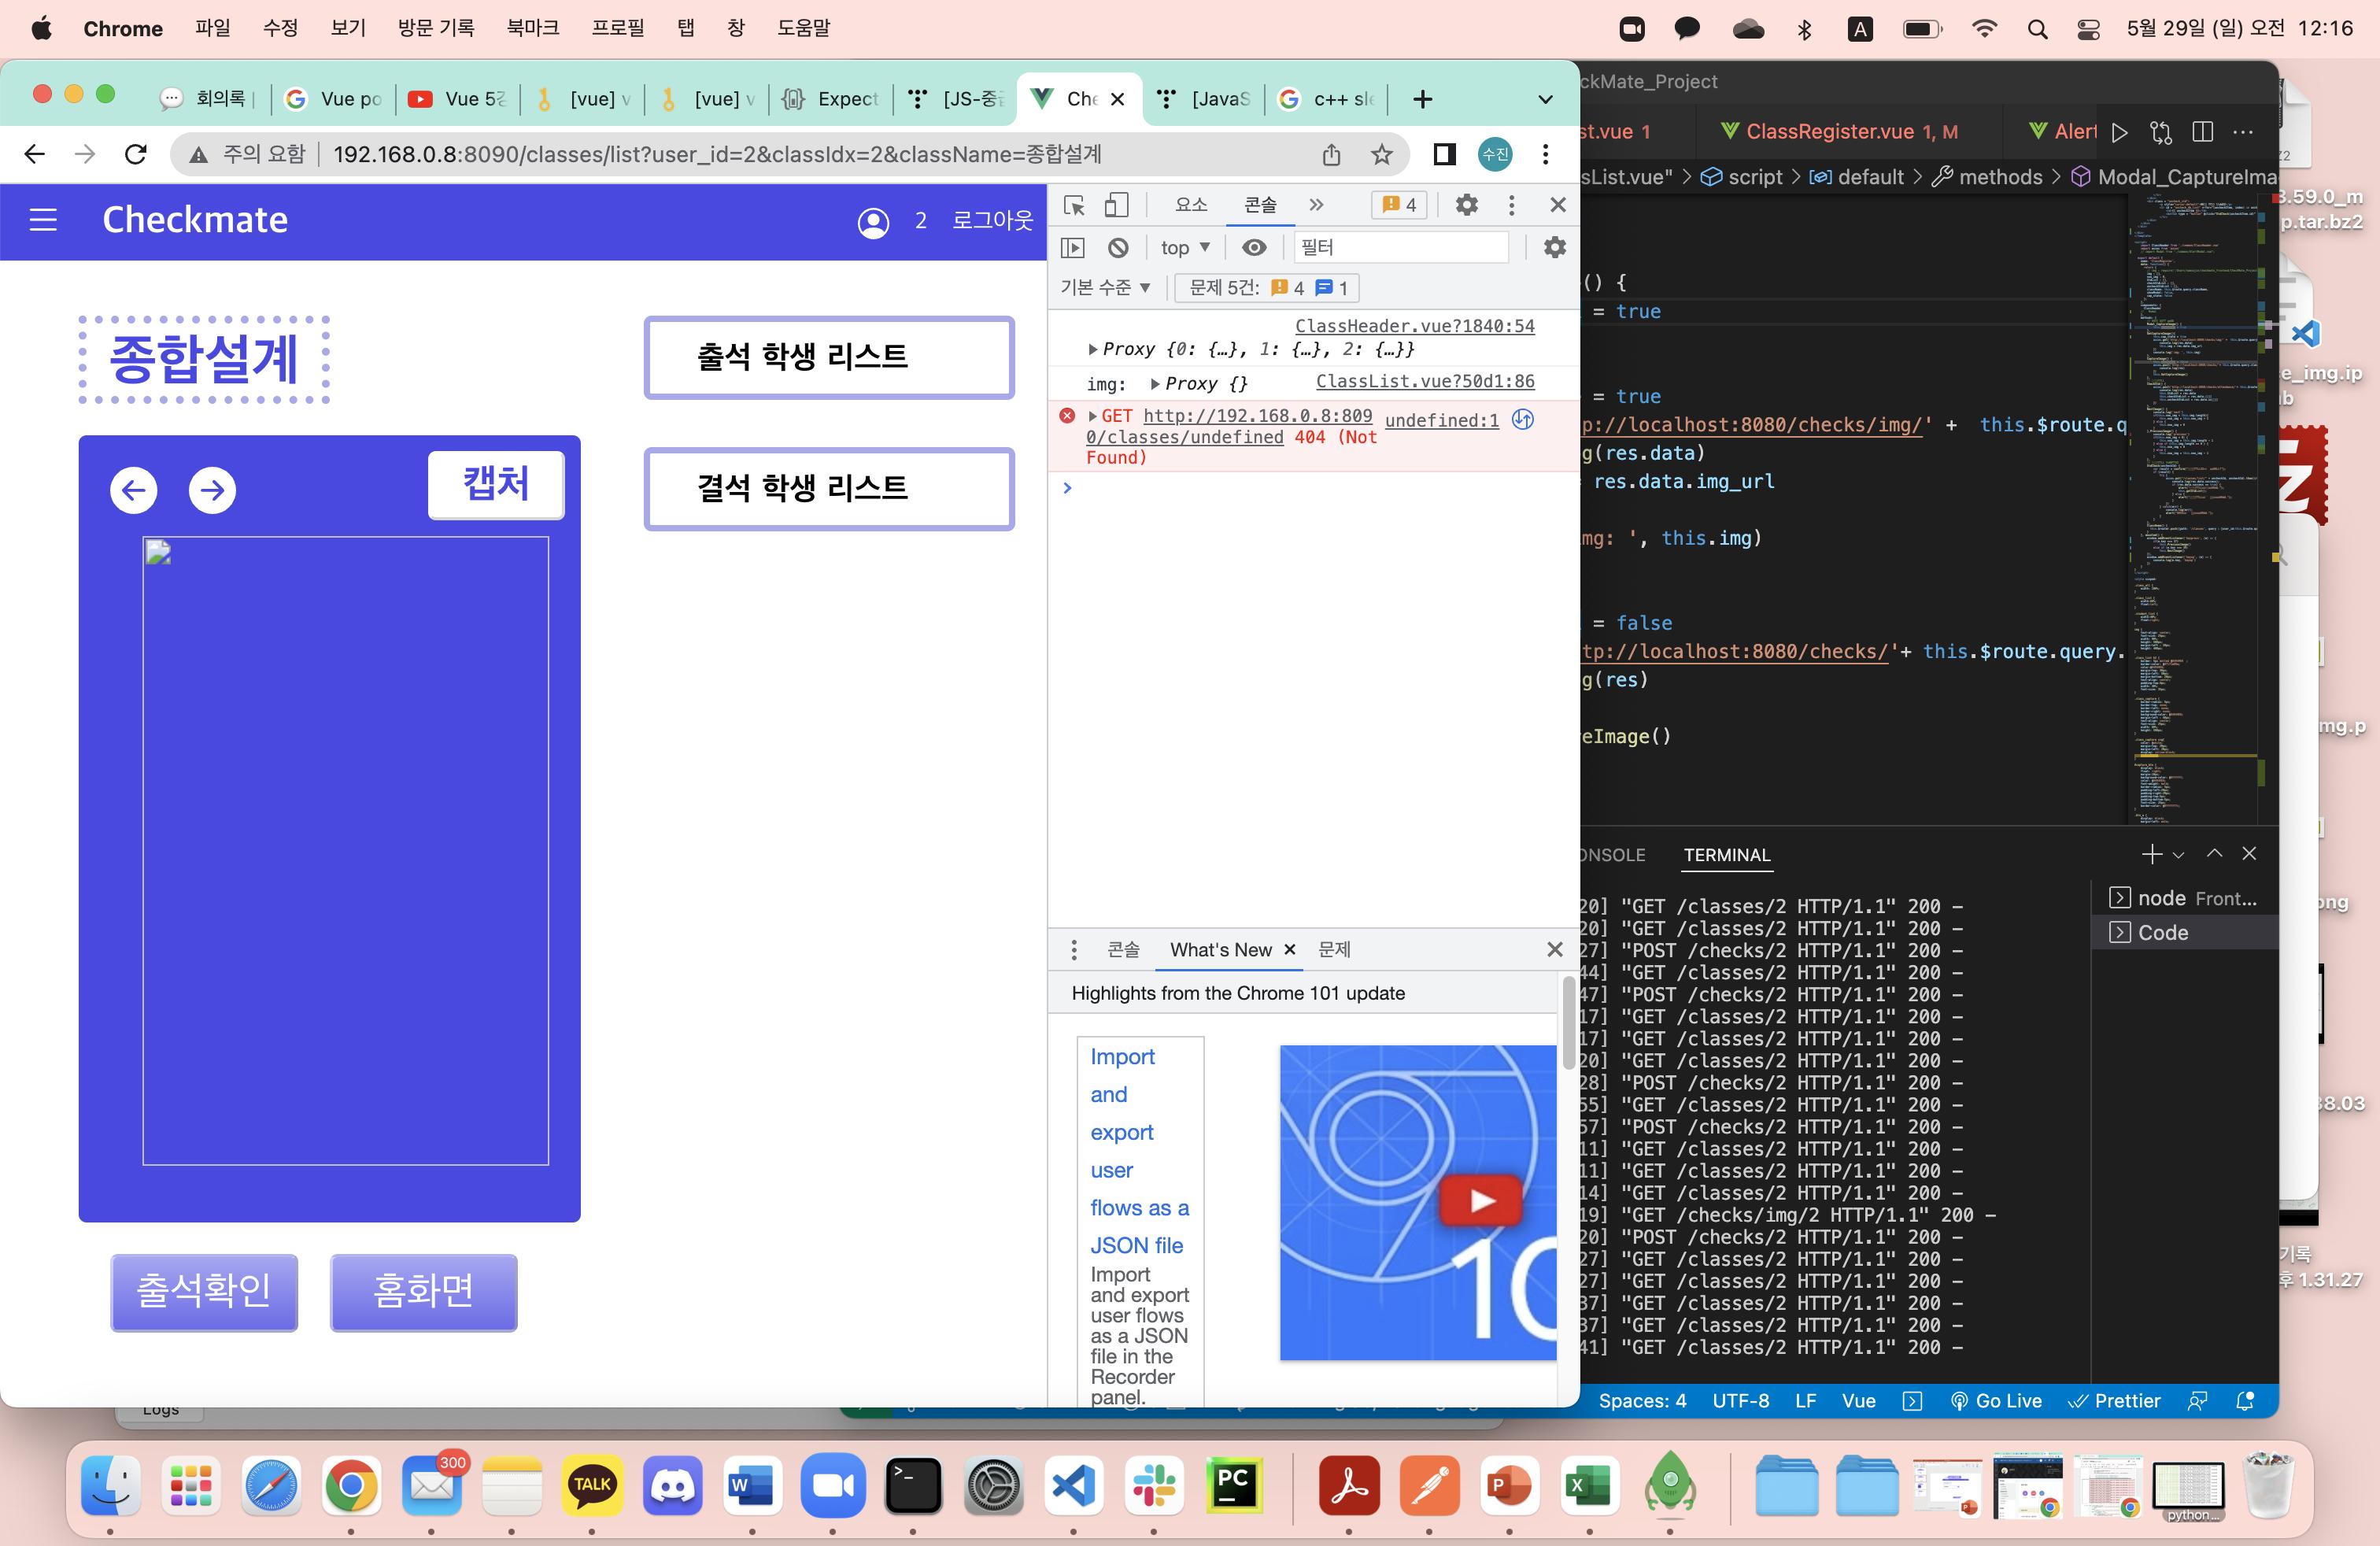 Chrome 파일 수정 보기 방문 기록 북마크 프로필 탭 창 도움말
A 5월 29일 (일) 오전 12:16
회의록 Vue po Vue 5강 [vue] v [vue] v Expect [JS-중급 Che [JavaS c++ sle
주의 요함 192.168.0.8:8090/classes/list?user_id=2&classIdx=2&className=종합설계 수진
Checkmate 2 로그아웃
종합설계
출석 학생 리스트
캡처
결석 학생 리스트
출석확인 홈화면
요소 콘솔 4
top 필터
기본 수준 문제 5건: 4 1
ClassHeader.vue?1840:54
Proxy {0: {…}, 1: {…}, 2: {…}}
img: Proxy {} ClassList.vue?50d1:86
GET http://192.168.0.8:809 undefined:1
0/classes/undefined 404 (Not
Found)
콘솔 What's New 문제
Highlights from the Chrome 101 update
Import
and
export
user
flows as a
JSON file
Import
and export
user flows
as a JSON
file in the
Recorder
panel.
10
ckMate_Project
st.vue 1 ClassRegister.vue 1, M Alert
sList.vue" script default methods Modal_CaptureIma
() {
= true
= true
p://localhost:8080/checks/img/' + this.$route.q
g(res.data)
res.data.img_url
mg: ', this.img)
= false
tp://localhost:8080/checks/'+ this.$route.query.
g(res)
reImage()
ONSOLE TERMINAL
node Front...
Code
20] "GET /classes/2 HTTP/1.1" 200 -
20] "GET /classes/2 HTTP/1.1" 200 -
27] "POST /checks/2 HTTP/1.1" 200 -
44] "GET /classes/2 HTTP/1.1" 200 -
47] "POST /checks/2 HTTP/1.1" 200 -
17] "GET /classes/2 HTTP/1.1" 200 -
17] "GET /classes/2 HTTP/1.1" 200 -
20] "GET /classes/2 HTTP/1.1" 200 -
28] "POST /checks/2 HTTP/1.1" 200 -
55] "GET /classes/2 HTTP/1.1" 200 -
57] "POST /checks/2 HTTP/1.1" 200 -
11] "GET /classes/2 HTTP/1.1" 200 -
11] "GET /classes/2 HTTP/1.1" 200 -
14] "GET /classes/2 HTTP/1.1" 200 -
19] "GET /checks/img/2 HTTP/1.1" 200 -
20] "POST /checks/2 HTTP/1.1" 200 -
27] "GET /classes/2 HTTP/1.1" 200 -
27] "GET /classes/2 HTTP/1.1" 200 -
37] "GET /classes/2 HTTP/1.1" 200 -
37] "GET /classes/2 HTTP/1.1" 200 -
41] "GET /classes/2 HTTP/1.1" 200 -
Spaces: 4 UTF-8 LF Vue Go Live Prettier
3.59.0_m
p.tar.bz2
e_img.ip
nb
mg.p
png
38.03
기록
후 1.31.27
Logs
300
TALK
W
PC
P
X
python...